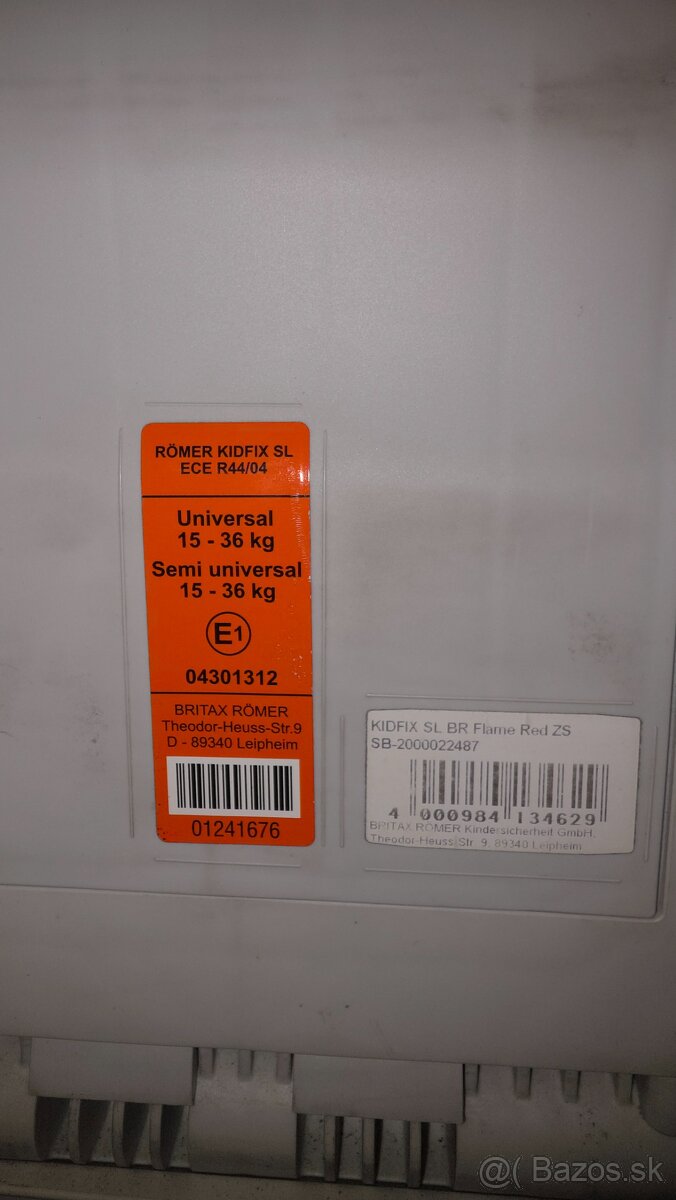 RÖMER KIDFIX SL
ECE R44/04
Universal
15 - 36 kg
Semi universal
15 - 36 kg
E1
04301312
BRITAX RÖMER
Theodor-Heuss-Str.9
D - 89340 Leipheim
01241676
KIDFIX SL BR Flame Red ZS
SB-2000022487
4 000984 134629
BRITAX RÖMER Kindersicherheit GmbH,
Theodor-Heuss Str. 9, 89340 Leipheim
@( Bazos.sk